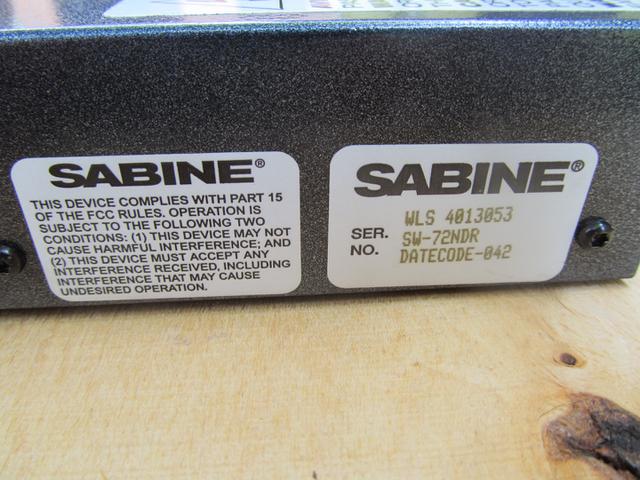 SABINE®
THIS DEVICE COMPLIES WITH PART 15
OF THE FCC RULES. OPERATION IS
SUBJECT TO THE FOLLOWING TWO
CONDITIONS: (1) THIS DEVICE MAY NOT
CAUSE HARMFUL INTERFERENCE; AND
(2) THIS DEVICE MUST ACCEPT ANY
INTERFERENCE RECEIVED, INCLUDING
INTERFERENCE THAT MAY CAUSE
UNDESIRED OPERATION.
SABINE®
SER. NO.
WLS 4013053
SW-72NDR
DATECODE-042